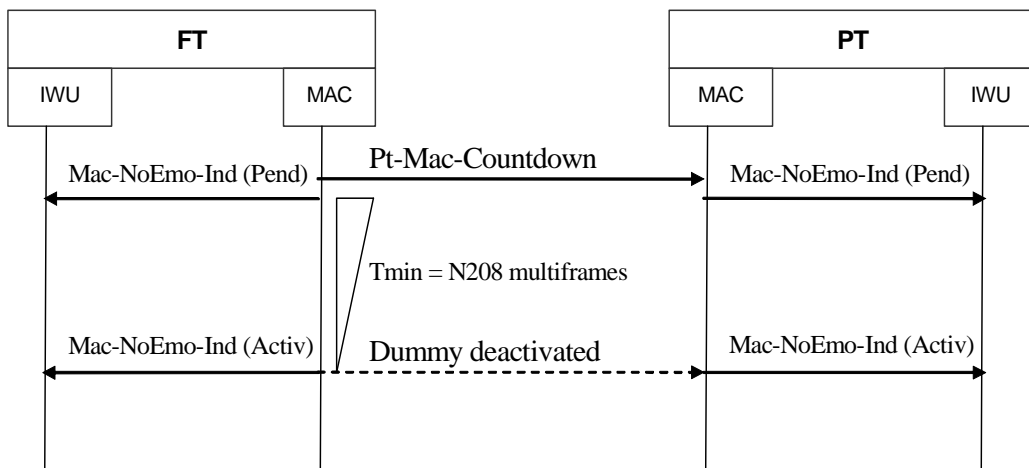 FT
PT
IWU
MAC
MAC
IWU
Pt-Mac-Countdown
Mac-NoEmo-Ind (Pend)
Mac-NoEmo-Ind (Pend)
Tmin = N208 multiframes
Mac-NoEmo-Ind (Activ)
Dummy deactivated
Mac-NoEmo-Ind (Activ)